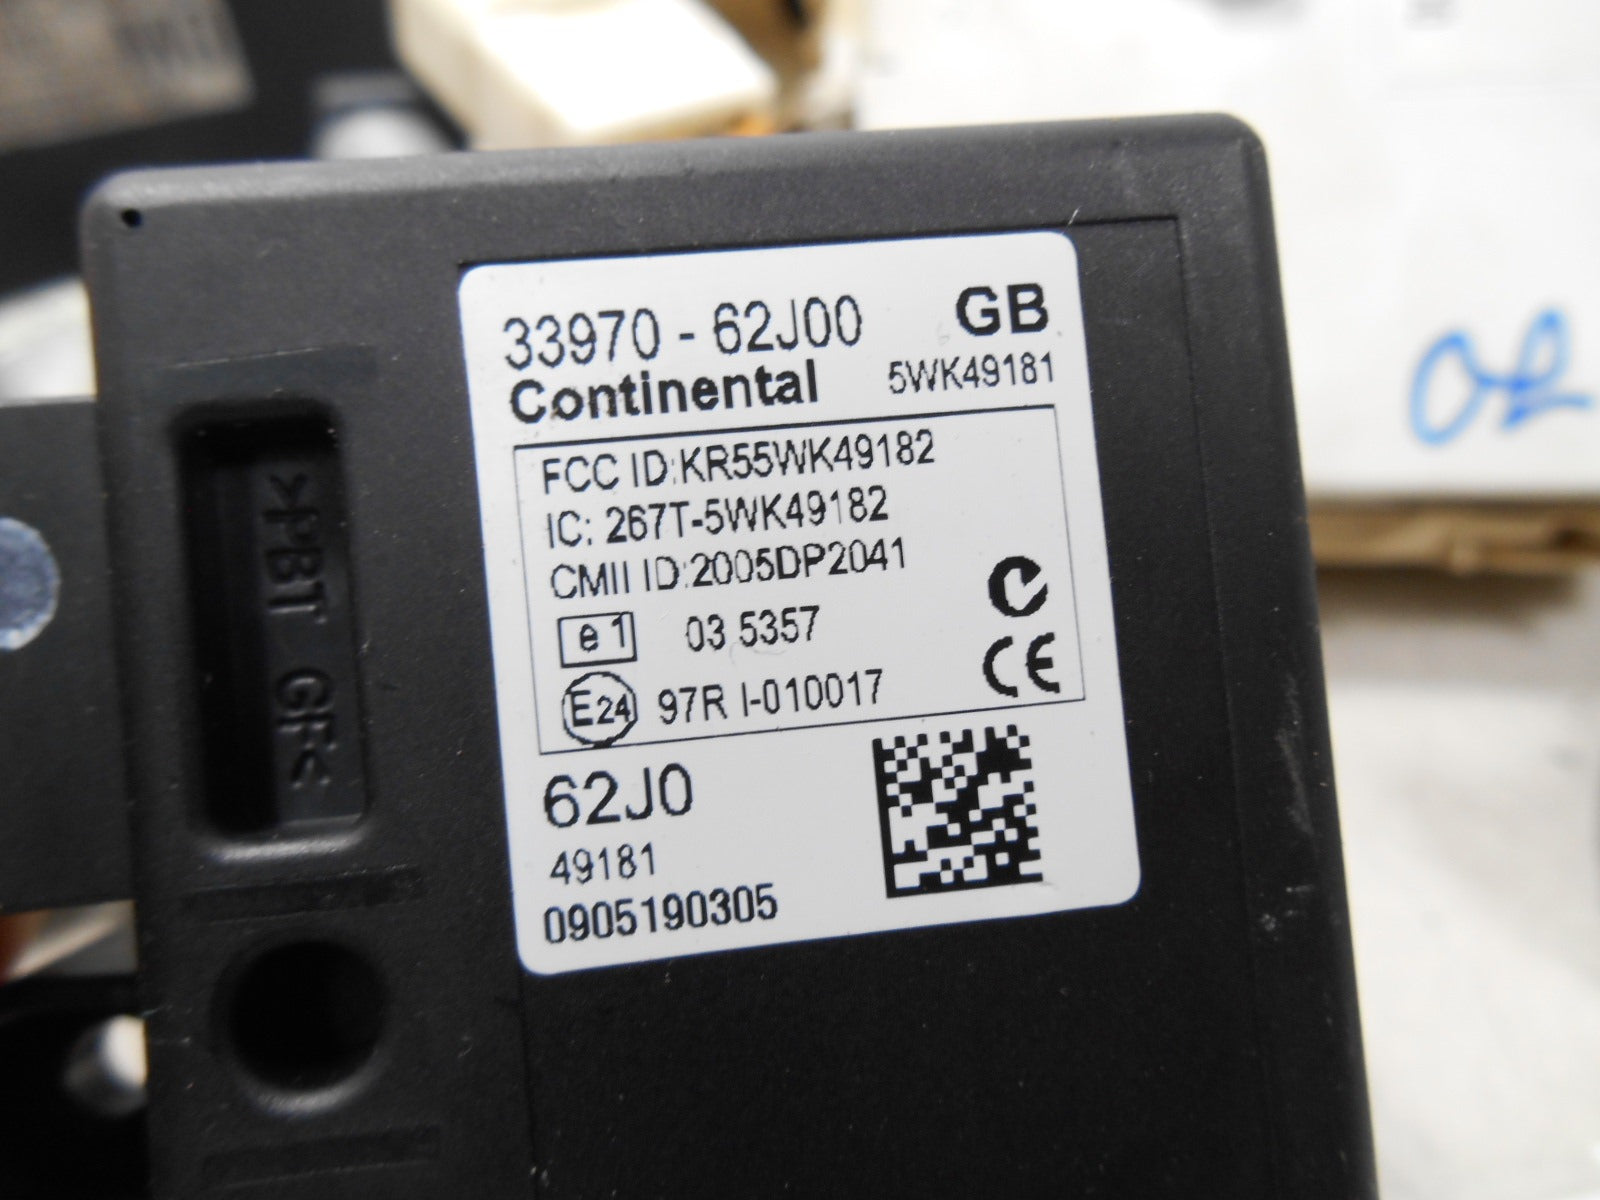 33970 - 62J00 GB
Continental 5WK49181
FCC ID:KR55WK49182
IC: 267T-5WK49182
CMII ID:2005DP2041
e1 03 5357
E24 97R I-010017
CE
62J0
49181
0905190305
>PBT GF<